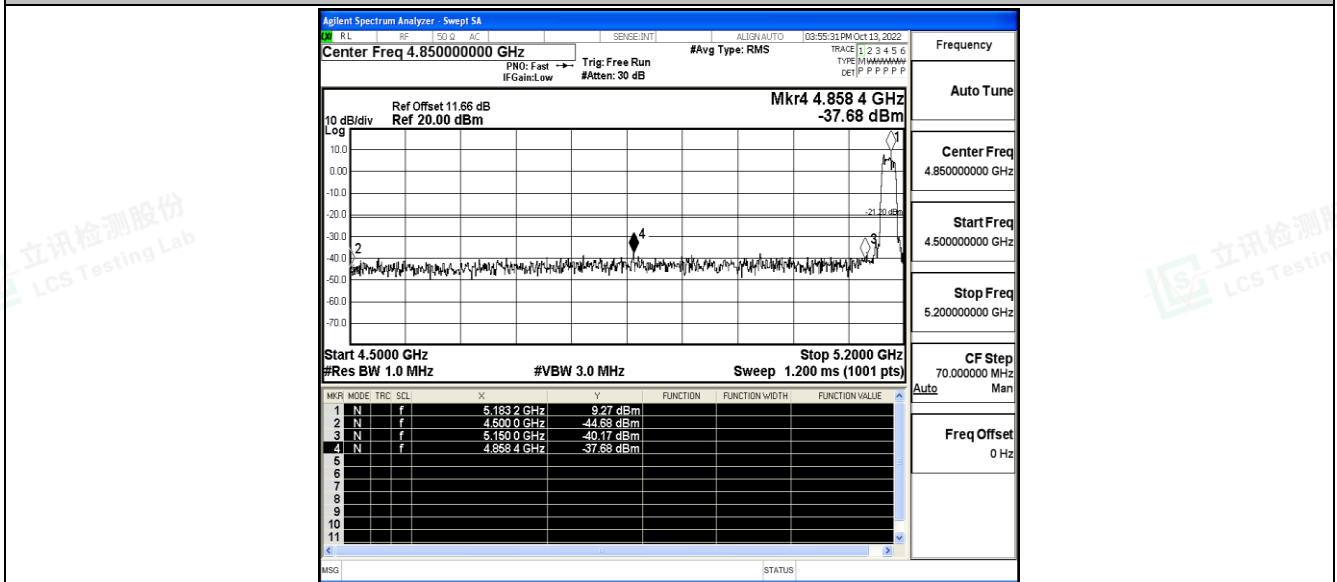 Agilent Spectrum Analyzer - Swept SA
RL RF 50 Ω AC SENSE:INT ALIGN AUTO 03:55:31 PM Oct 13, 2022
Center Freq 4.850000000 GHz
PNO: Fast
IFGain:Low
Trig: Free Run
#Atten: 30 dB
#Avg Type: RMS
TRACE 1 2 3 4 5 6
TYPE M
DET P P P P P P
Frequency
Auto Tune
Center Freq
4.850000000 GHz
Start Freq
4.500000000 GHz
Stop Freq
5.200000000 GHz
CF Step
70.000000 MHz
Auto Man
Freq Offset
0 Hz
Mkr4 4.858 4 GHz
-37.68 dBm
Ref Offset 11.66 dB
10 dB/div Ref 20.00 dBm
Log
10.0
0.00
-10.0
-20.0
-30.0
-40.0
-50.0
-60.0
-70.0
1
-21.20 dBm
2
4
3
Start 4.5000 GHz Stop 5.2000 GHz
#Res BW 1.0 MHz #VBW 3.0 MHz Sweep 1.200 ms (1001 pts)
MKR MODE TRC SCL X Y FUNCTION FUNCTION WIDTH FUNCTION VALUE
1 N f 5.183 2 GHz 9.27 dBm
2 N f 4.500 0 GHz -44.68 dBm
3 N f 5.150 0 GHz -40.17 dBm
4 N f 4.858 4 GHz -37.68 dBm
5
6
7
8
9
10
11
MSG STATUS
立讯检测股份
LCS Testing Lab
立讯检测股
LCS Testin